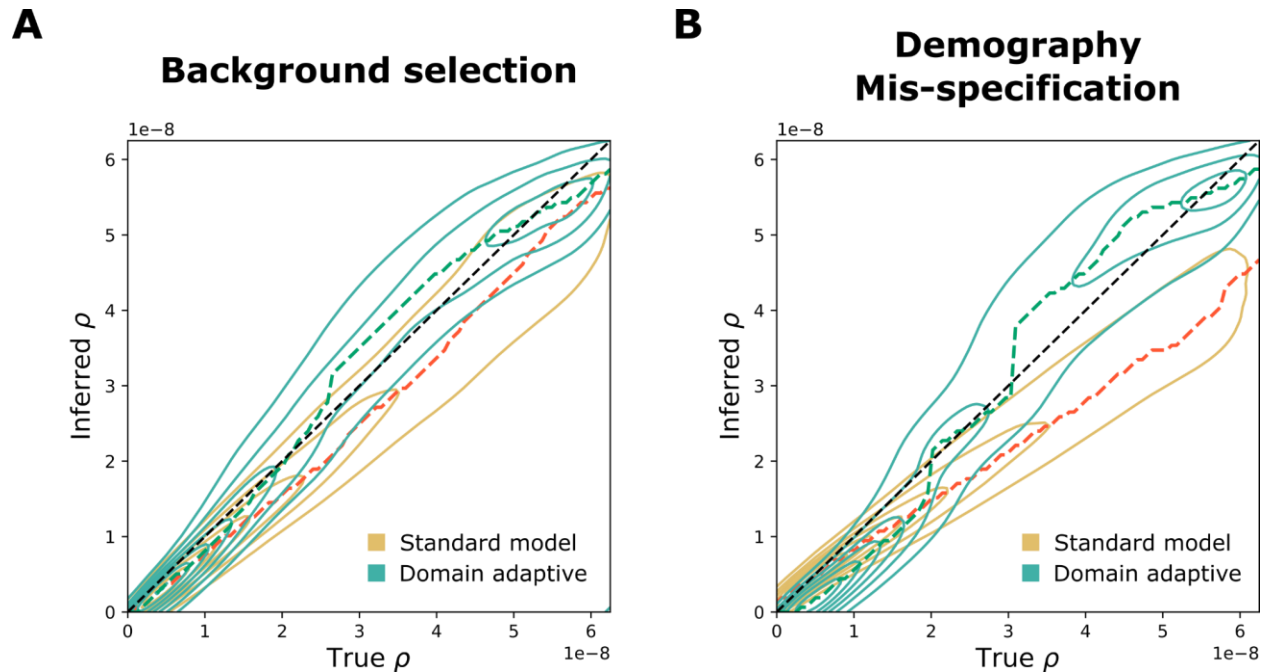 A
Background selection
1e−8
6
5
4
3
2
1
0
Inferred ρ
0 1 2 3 4 5 6
1e−8
True ρ
Standard model
Domain adaptive
B
Demography
Mis-specification
1e−8
6
5
4
3
2
1
0
Inferred ρ
0 1 2 3 4 5 6
1e−8
True ρ
Standard model
Domain adaptive